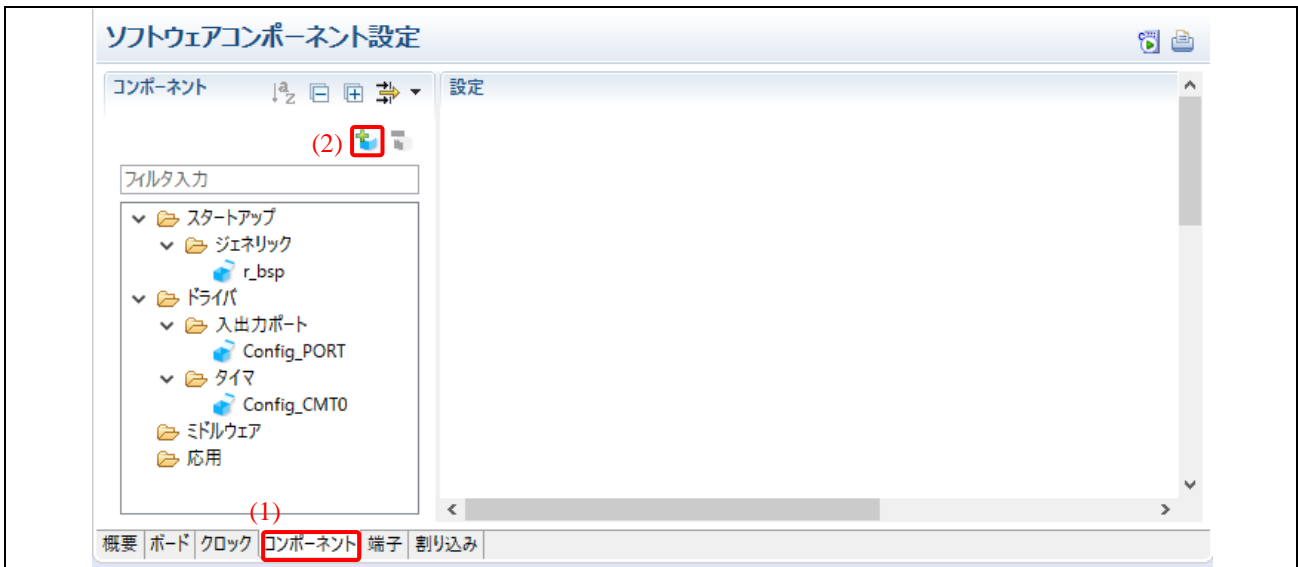 ソフトウェアコンポーネント設定
コンポーネント
設定
(2)
フィルタ入力
スタートアップ
ジェネリック
r_bsp
ドライバ
入出力ポート
Config_PORT
タイマ
Config_CMT0
ミドルウェア
応用
(1)
概要 ボード クロック コンポーネント 端子 割り込み